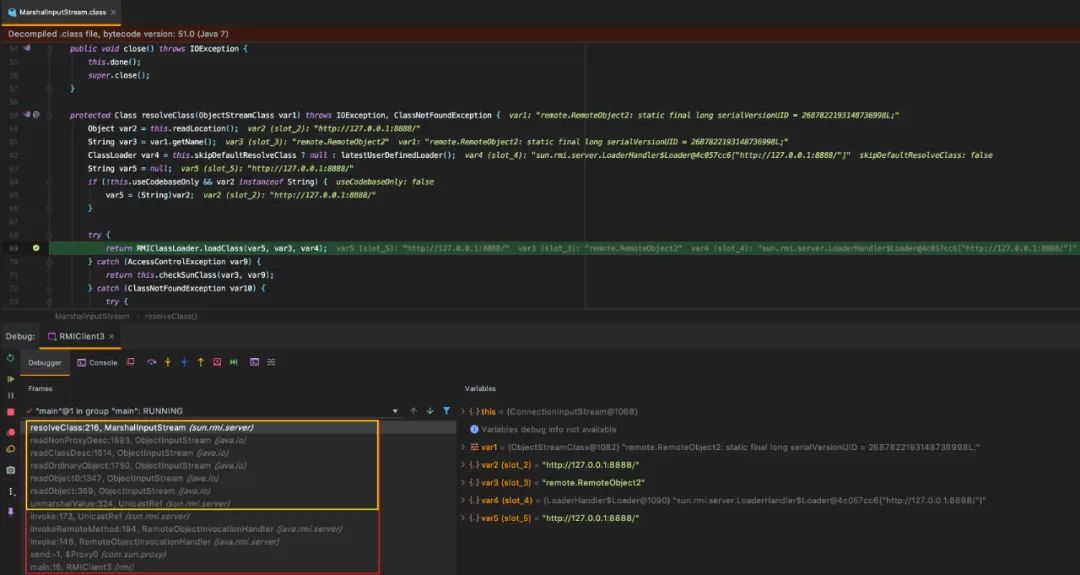 MarshalInputStream.class ×
Decompiled .class file, bytecode version: 51.0 (Java 7)
54 public void close() throws IOException {
55 this.done();
56 super.close();
57 }
58
59 @ protected Class resolveClass(ObjectStreamClass var1) throws IOException, ClassNotFoundException { var1: "remote.RemoteObject2: static final long serialVersionUID = 2687822193148736998L;"
60 Object var2 = this.readLocation(); var2 (slot_2): "http://127.0.0.1:8888/"
61 String var3 = var1.getName(); var3 (slot_3): "remote.RemoteObject2" var1: "remote.RemoteObject2: static final long serialVersionUID = 2687822193148736998L;"
62 ClassLoader var4 = this.skipDefaultResolveClass ? null : latestUserDefinedLoader(); var4 (slot_4): "sun.rmi.server.LoaderHandler$Loader@4c057cc6["http://127.0.0.1:8888/"]" skipDefaultResolveClass: false
63 String var5 = null; var5 (slot_5): "http://127.0.0.1:8888/"
64 if (!this.useCodebaseOnly && var2 instanceof String) { useCodebaseOnly: false
65 var5 = (String)var2; var2 (slot_2): "http://127.0.0.1:8888/"
66 }
67
68 try {
69 return RMIClassLoader.loadClass(var5, var3, var4); var5 (slot_5): "http://127.0.0.1:8888/" var3 (slot_3): "remote.RemoteObject2" var4 (slot_4): "sun.rmi.server.LoaderHandler$Loader@4c057cc6["http://127.0.0.1:8888/"]"
70 } catch (AccessControlException var9) {
71 return this.checkSunClass(var3, var9);
72 } catch (ClassNotFoundException var10) {
73 try {
MarshalInputStream › resolveClass()
Debug: RMIClient3 ×
Debugger Console
Frames
"main"@1 in group "main": RUNNING
resolveClass:216, MarshalInputStream (sun.rmi.server)
readNonProxyDesc:1593, ObjectInputStream (java.io)
readClassDesc:1514, ObjectInputStream (java.io)
readOrdinaryObject:1750, ObjectInputStream (java.io)
readObject0:1347, ObjectInputStream (java.io)
readObject:369, ObjectInputStream (java.io)
unmarshalValue:324, UnicastRef (sun.rmi.server)
invoke:173, UnicastRef (sun.rmi.server)
invokeRemoteMethod:194, RemoteObjectInvocationHandler (java.rmi.server)
invoke:148, RemoteObjectInvocationHandler (java.rmi.server)
send:-1, $Proxy0 (com.sun.proxy)
main:16, RMIClient3 (rmi)
Variables
this = {ConnectionInputStream@1068}
Variables debug info not available
var1 = {ObjectStreamClass@1082} "remote.RemoteObject2: static final long serialVersionUID = 2687822193148736998L;"
var2 (slot_2) = "http://127.0.0.1:8888/"
var3 (slot_3) = "remote.RemoteObject2"
var4 (slot_4) = {LoaderHandler$Loader@1090} "sun.rmi.server.LoaderHandler$Loader@4c057cc6["http://127.0.0.1:8888/"]"
var5 (slot_5) = "http://127.0.0.1:8888/"